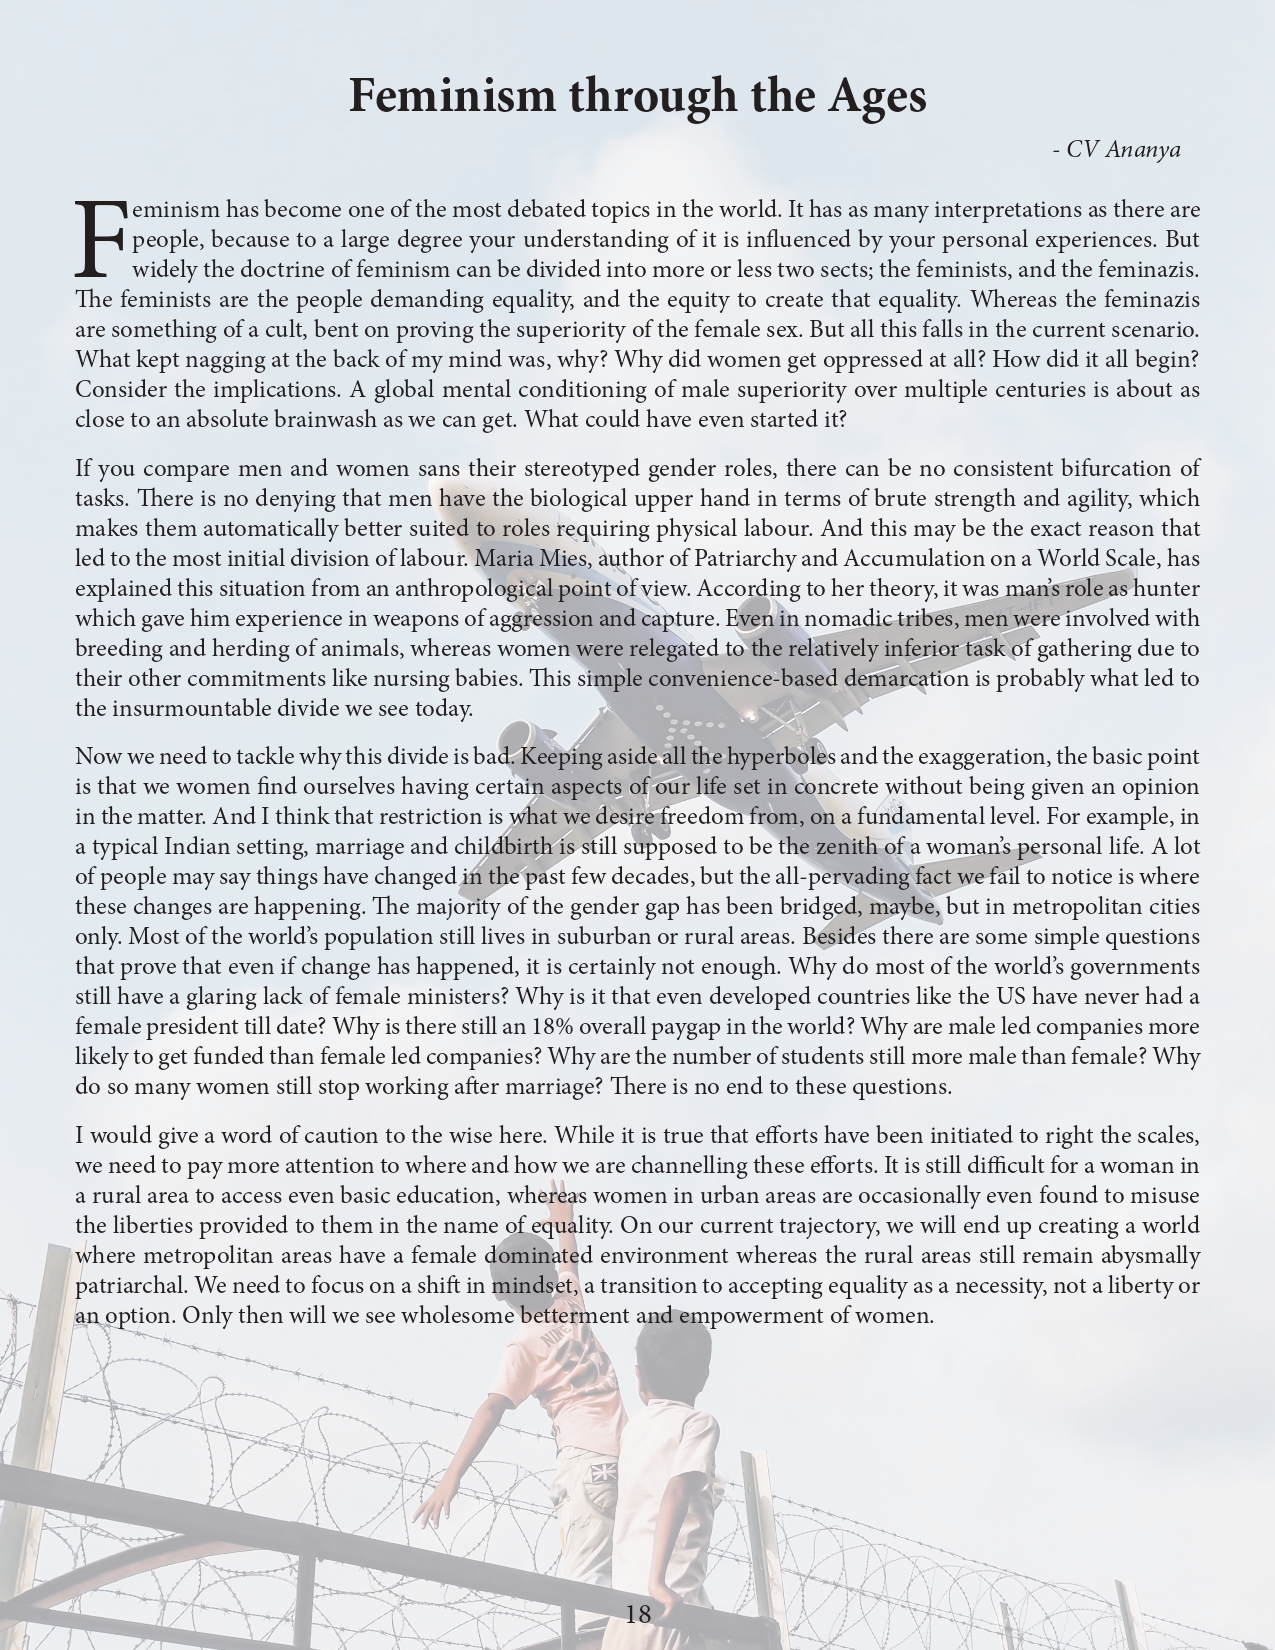 Feminism through the Ages
- CV Ananya
Feminism has become one of the most debated topics in the world. It has as many interpretations as there are
people, because to a large degree your understanding of it is influenced by your personal experiences. But
widely the doctrine of feminism can be divided into more or less two sects; the feminists, and the feminazis.
The feminists are the people demanding equality, and the equity to create that equality. Whereas the feminazis
are something of a cult, bent on proving the superiority of the female sex. But all this falls in the current scenario.
What kept nagging at the back of my mind was, why? Why did women get oppressed at all? How did it all begin?
Consider the implications. A global mental conditioning of male superiority over multiple centuries is about as
close to an absolute brainwash as we can get. What could have even started it?
If you compare men and women sans their stereotyped gender roles, there can be no consistent bifurcation of
tasks. There is no denying that men have the biological upper hand in terms of brute strength and agility, which
makes them automatically better suited to roles requiring physical labour. And this may be the exact reason that
led to the most initial division of labour. Maria Mies, author of Patriarchy and Accumulation on a World Scale, has
explained this situation from an anthropological point of view. According to her theory, it was man’s role as hunter
which gave him experience in weapons of aggression and capture. Even in nomadic tribes, men were involved with
breeding and herding of animals, whereas women were relegated to the relatively inferior task of gathering due to
their other commitments like nursing babies. This simple convenience-based demarcation is probably what led to
the insurmountable divide we see today.
Now we need to tackle why this divide is bad. Keeping aside all the hyperboles and the exaggeration, the basic point
is that we women find ourselves having certain aspects of our life set in concrete without being given an opinion
in the matter. And I think that restriction is what we desire freedom from, on a fundamental level. For example, in
a typical Indian setting, marriage and childbirth is still supposed to be the zenith of a woman’s personal life. A lot
of people may say things have changed in the past few decades, but the all-pervading fact we fail to notice is where
these changes are happening. The majority of the gender gap has been bridged, maybe, but in metropolitan cities
only. Most of the world’s population still lives in suburban or rural areas. Besides there are some simple questions
that prove that even if change has happened, it is certainly not enough. Why do most of the world’s governments
still have a glaring lack of female ministers? Why is it that even developed countries like the US have never had a
female president till date? Why is there still an 18% overall paygap in the world? Why are male led companies more
likely to get funded than female led companies? Why are the number of students still more male than female? Why
do so many women still stop working after marriage? There is no end to these questions.
I would give a word of caution to the wise here. While it is true that efforts have been initiated to right the scales,
we need to pay more attention to where and how we are channelling these efforts. It is still difficult for a woman in
a rural area to access even basic education, whereas women in urban areas are occasionally even found to misuse
the liberties provided to them in the name of equality. On our current trajectory, we will end up creating a world
where metropolitan areas have a female dominated environment whereas the rural areas still remain abysmally
patriarchal. We need to focus on a shift in mindset, a transition to accepting equality as a necessity, not a liberty or
an option. Only then will we see wholesome betterment and empowerment of women.
18